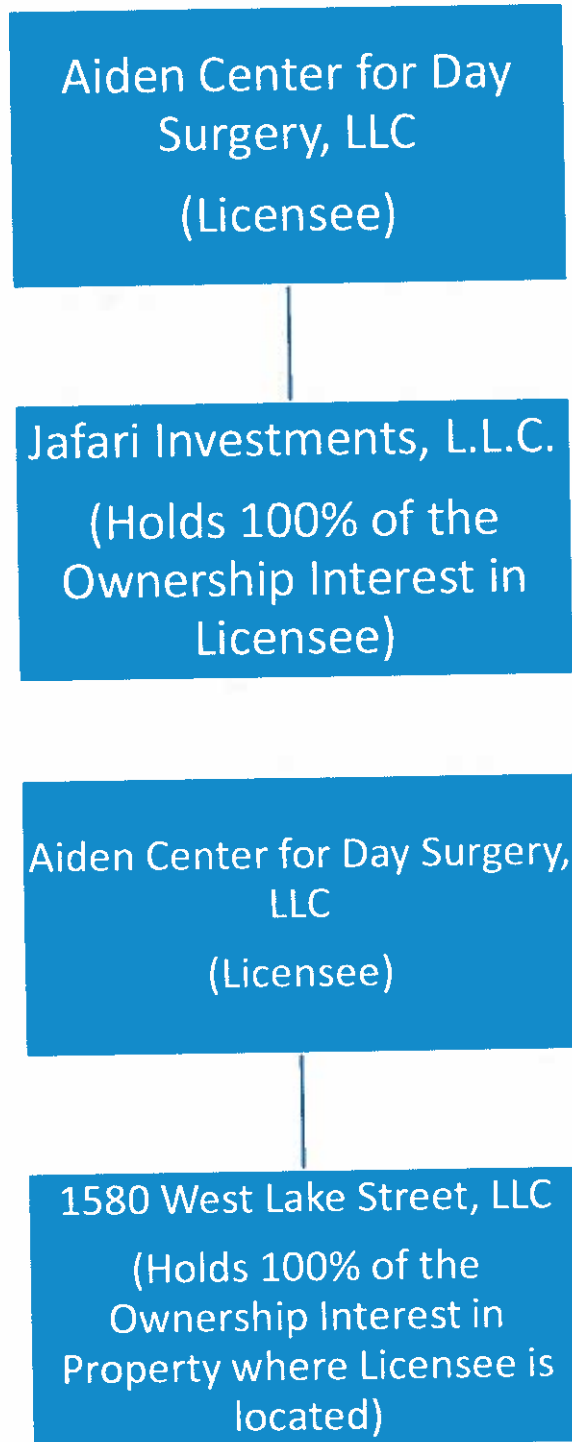 Aiden Center for Day
Surgery, LLC
(Licensee)
Jafari Investments, L.L.C.
(Holds 100% of the
Ownership Interest in
Licensee)
Aiden Center for Day Surgery,
LLC
(Licensee)
1580 West Lake Street, LLC
(Holds 100% of the
Ownership Interest in
Property where Licensee is
located)